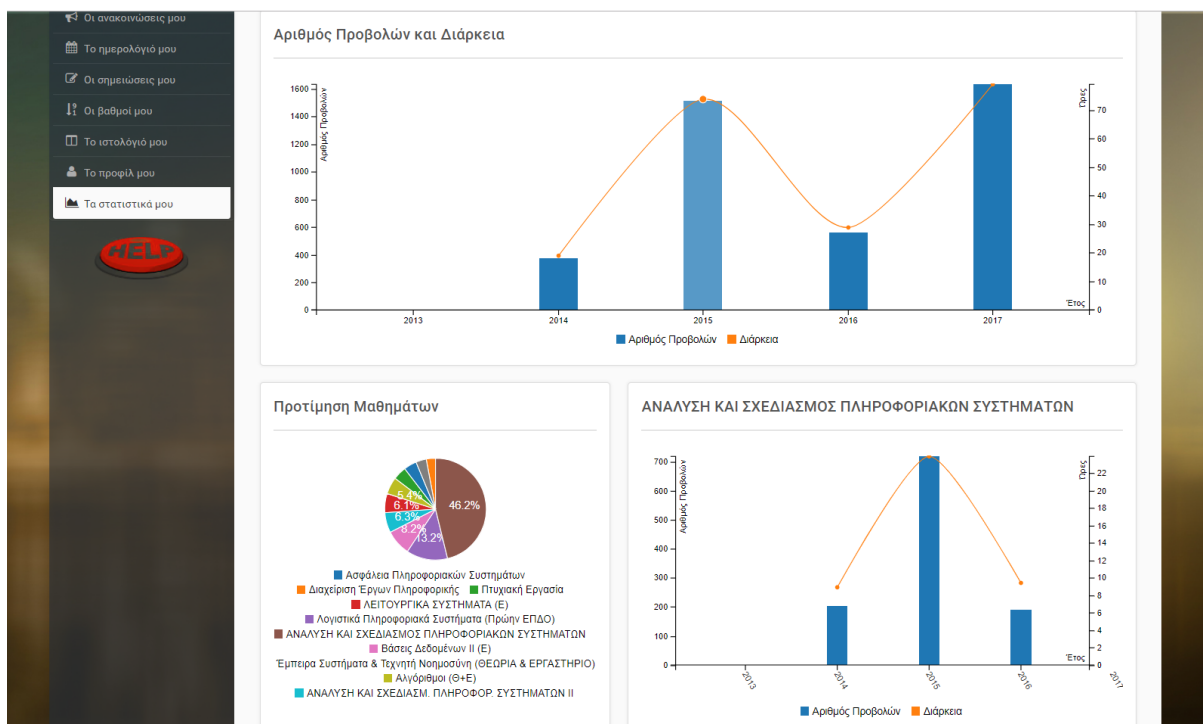 Οι ανακοινώσεις μου
Το ημερολόγιό μου
Οι σημειώσεις μου
Οι βαθμοί μου
Το ιστολόγιό μου
Το προφίλ μου
Τα στατιστικά μου
HELP
Αριθμός Προβολών και Διάρκεια
1600
1400
1200
1000
800
600
400
200
0
Αριθμός Προβολών
70
60
50
40
30
20
10
0
Ώρες
Έτος
2013 2014 2015 2016 2017
Αριθμός Προβολών Διάρκεια
Προτίμηση Μαθημάτων
46.2%
13.2%
8.2%
6.3%
6.1%
5.4%
Ασφάλεια Πληροφοριακών Συστημάτων
Διαχείριση Έργων Πληροφορικής Πτυχιακή Εργασία
ΛΕΙΤΟΥΡΓΙΚΑ ΣΥΣΤΗΜΑΤΑ (Ε)
Λογιστικά Πληροφοριακά Συστήματα (Πρώην ΕΠΔΟ)
ΑΝΑΛΥΣΗ ΚΑΙ ΣΧΕΔΙΑΣΜΟΣ ΠΛΗΡΟΦΟΡΙΑΚΩΝ ΣΥΣΤΗΜΑΤΩΝ
Βάσεις Δεδομένων ΙΙ (Ε)
Έμπειρα Συστήματα & Τεχνητή Νοημοσύνη (ΘΕΩΡΙΑ & ΕΡΓΑΣΤΗΡΙΟ)
Αλγόριθμοι (Θ+Ε)
ΑΝΑΛΥΣΗ ΚΑΙ ΣΧΕΔΙΑΣΜ. ΠΛΗΡΟΦΟΡ. ΣΥΣΤΗΜΑΤΩΝ ΙΙ
ΑΝΑΛΥΣΗ ΚΑΙ ΣΧΕΔΙΑΣΜΟΣ ΠΛΗΡΟΦΟΡΙΑΚΩΝ ΣΥΣΤΗΜΑΤΩΝ
700
600
500
400
300
200
100
0
Αριθμός Προβολών
22
20
18
16
14
12
10
8
6
4
2
0
Ώρες
Έτος
2013 2014 2015 2016 2017
Αριθμός Προβολών Διάρκεια